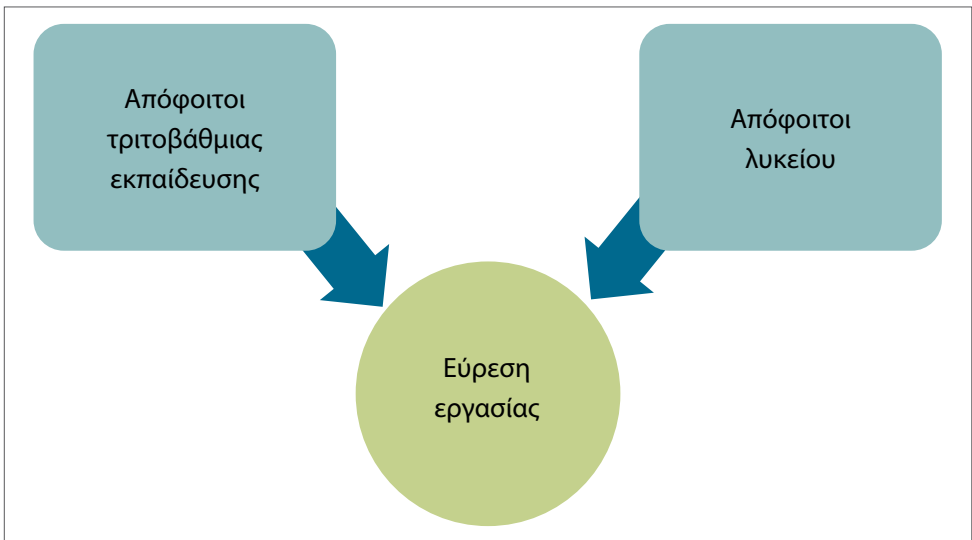 Απόφοιτοι
τριτοβάθμιας
εκπαίδευσης
Απόφοιτοι
λυκείου
Εύρεση
εργασίας